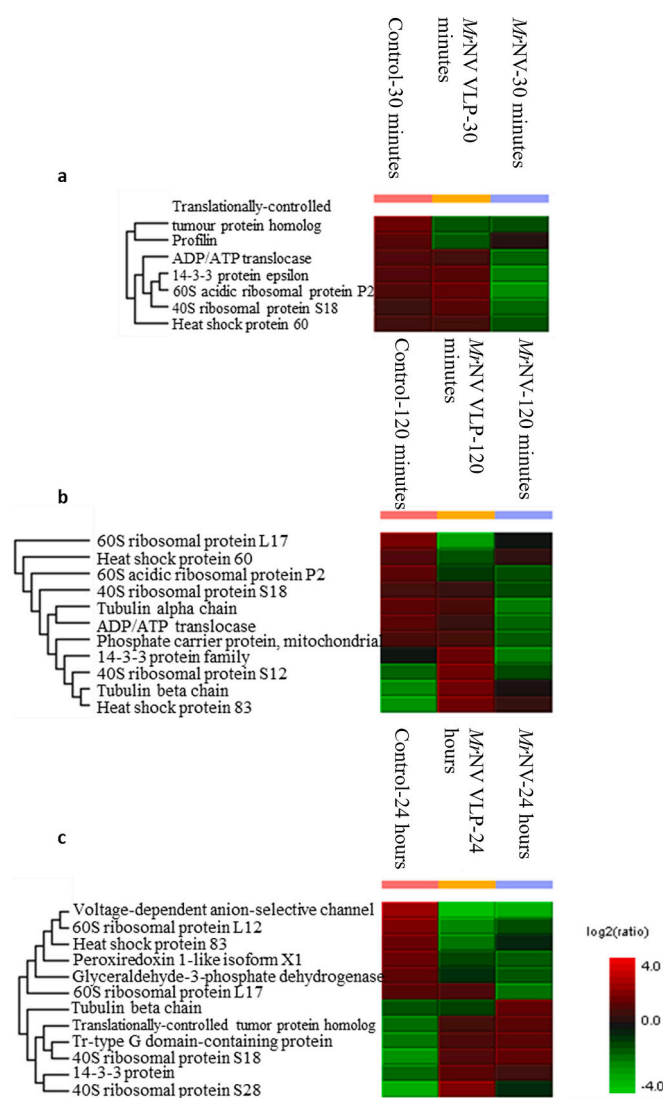 Control-30 minutes
MrNV VLP-30
minutes
MrNV-30 minutes
a
Translationally-controlled
tumour protein homolog
Profilin
ADP/ATP translocase
14-3-3 protein epsilon
60S acidic ribosomal protein P2
40S ribosomal protein S18
Heat shock protein 60
Control-120 minutes
MrNV VLP-120
minutes
MrNV-120 minutes
b
60S ribosomal protein L17
Heat shock protein 60
60S acidic ribosomal protein P2
40S ribosomal protein S18
Tubulin alpha chain
ADP/ATP translocase
Phosphate carrier protein, mitochondrial
14-3-3 protein family
40S ribosomal protein S12
Tubulin beta chain
Heat shock protein 83
Control-24 hours
MrNV VLP-24
hours
MrNV-24 hours
c
Voltage-dependent anion-selective channel
60S ribosomal protein L12
Heat shock protein 83
Peroxiredoxin 1-like isoform X1
Glyceraldehyde-3-phosphate dehydrogenase
60S ribosomal protein L17
Tubulin beta chain
Translationally-controlled tumor protein homolog
Tr-type G domain-containing protein
40S ribosomal protein S18
14-3-3 protein
40S ribosomal protein S28
log2(ratio)
4.0
0.0
-4.0